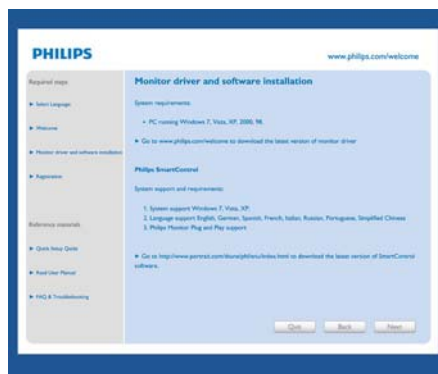 PHILIPS
www.philips.com/welcome
Required steps
Select Language
Welcome
Monitor driver and software installation
Registration
Reference materials
Quick Setup Guide
Read User Manual
FAQ & Troubleshooting
Monitor driver and software installation
System requirements:
• PC running Windows 7, Vista, XP, 2000, 98.
Go to www.philips.com/welcome to download the latest version of monitor driver
Philips SmartControl
System support and requirements:
1. System support Windows 7, Vista, XP.
2. Language support English, German, Spanish, French, Italian, Russian, Portuguese, Simplified Chinese
3. Philips Monitor Plug and Play support
Go to to download the latest version of SmartControl
software.
Quit Back Next